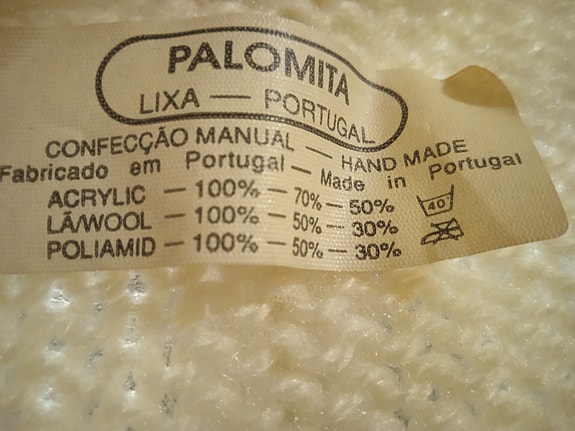 PALOMITA
LIXA — PORTUGAL
CONFECÇÃO MANUAL — HAND MADE
Fabricado em Portugal — Made in Portugal
ACRYLIC — 100% — 70% — 50%
LÃ/WOOL — 100% — 50% — 30%
POLIAMID — 100% — 50% — 30%
40